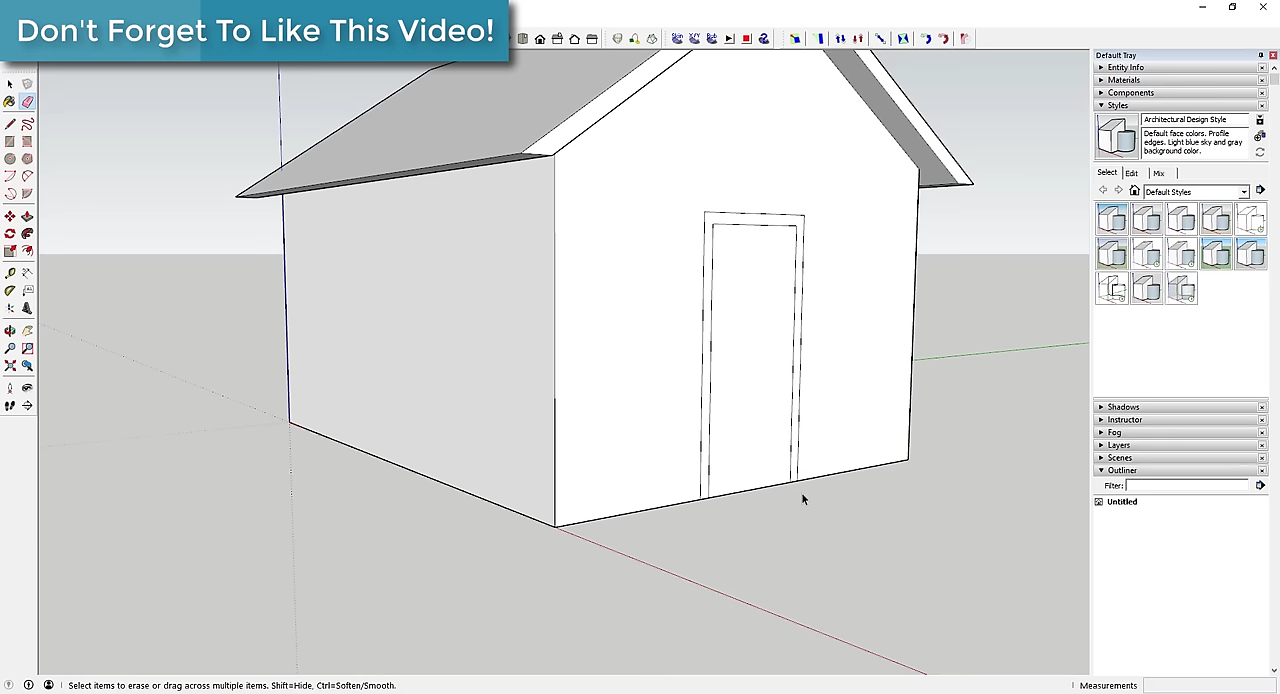 Don't Forget To Like This Video!
Default Tray
Entity Info
Materials
Components
Styles
Architectural Design Style
Default face colors. Profile
edges. Light blue sky and gray
background color.
Select Edit Mix
Default Styles
Shadows
Instructor
Fog
Layers
Scenes
Outliner
Filter:
Untitled
Select items to erase or drag across multiple items. Shift=Hide, Ctrl=Soften/Smooth.
Measurements